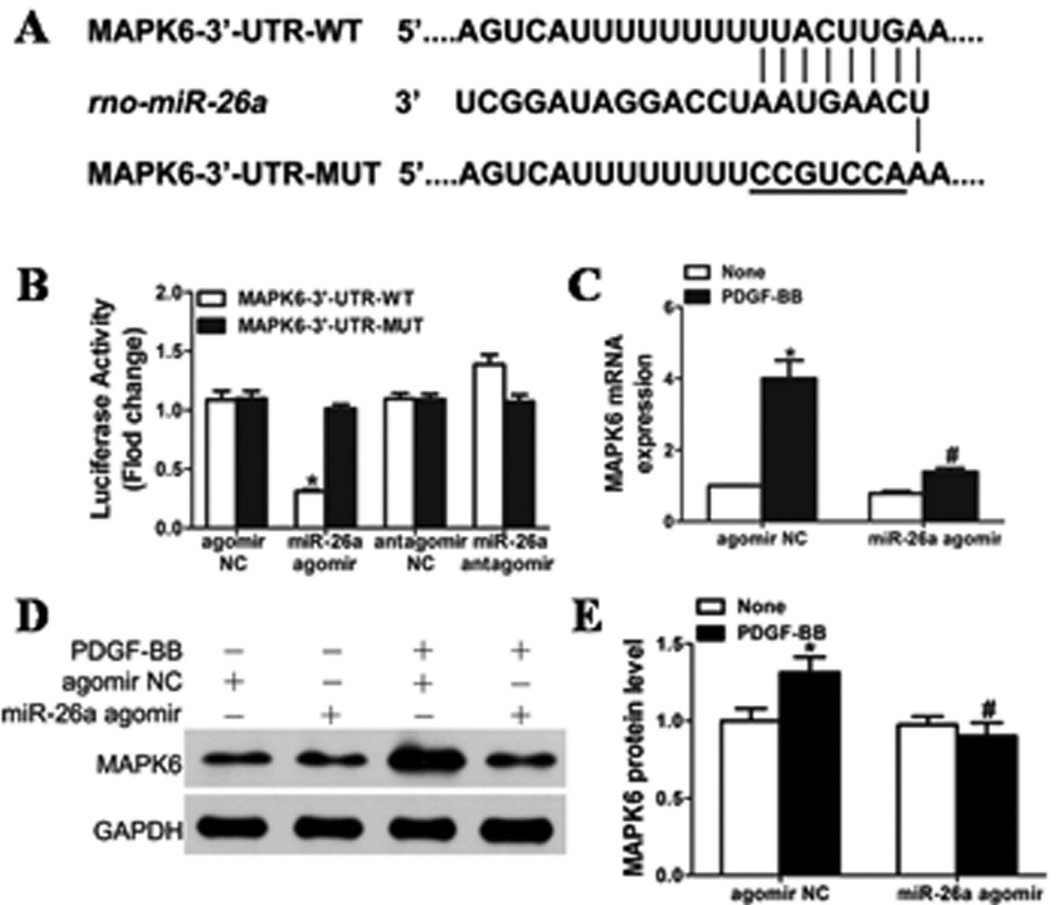 A
MAPK6-3'-UTR-WT 5'....AGUCAUUUUUUUUUUUACUUGAA....
rno-miR-26a 3' UCGGAUAGGACCUAAUGAACU
MAPK6-3'-UTR-MUT 5'....AGUCAUUUUUUUUUCCGUCCAAA....
B
Luciferase Activity
(Flod change)
2.0
1.5
1.0
0.5
0.0
MAPK6-3'-UTR-WT
MAPK6-3'-UTR-MUT
*
agomir NC
miR-26a agomir
antagomir NC
miR-26a antagomir
C
None
PDGF-BB
MAPK6 mRNA
expression
6
4
2
0
*
#
agomir NC
miR-26a agomir
D
PDGF-BB – – + +
agomir NC + – + –
miR-26a agomir – + – +
MAPK6
GAPDH
E
None
PDGF-BB
MAPK6 protein level
1.5
1.0
0.5
0.0
*
#
agomir NC
miR-26a agomir